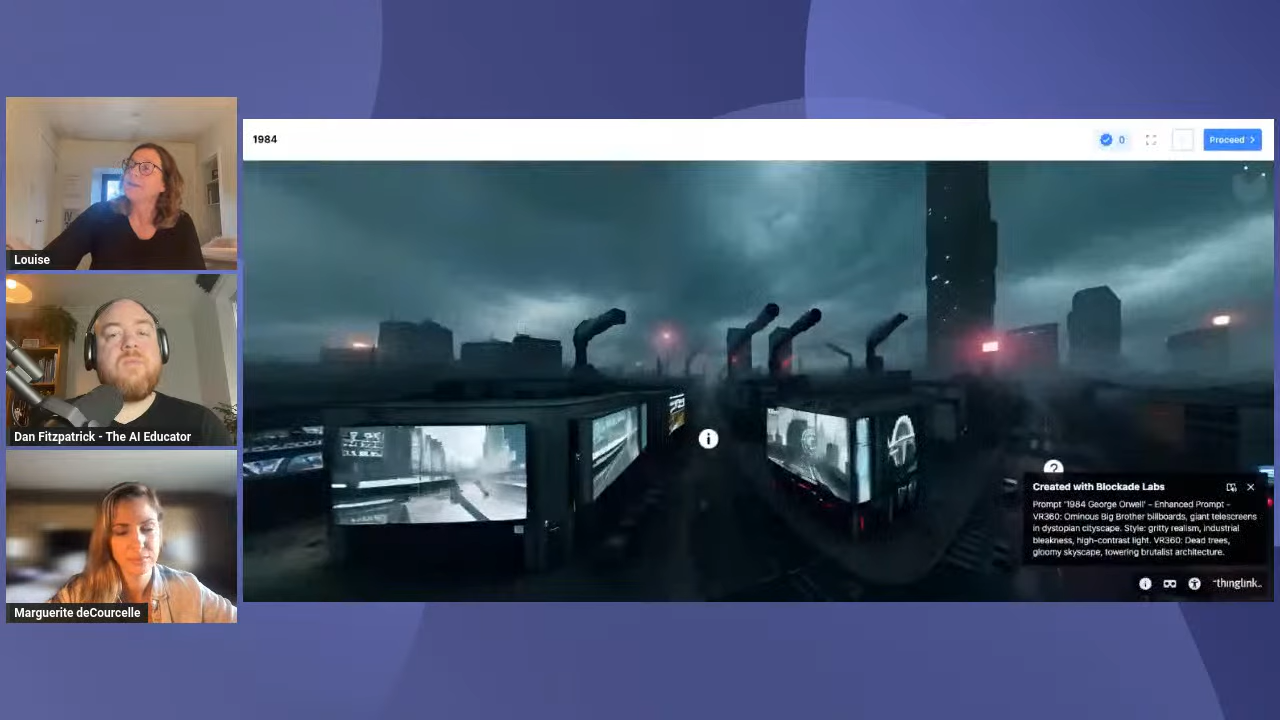 Louise
Dan Fitzpatrick - The AI Educator
Marguerite deCourcelle
1984
0
Proceed
Created with Blockade Labs
Prompt '1984 George Orwell' - Enhanced Prompt -
VR360: Ominous Big Brother billboards, giant telescreens
in dystopian cityscape. Style: gritty realism, industrial
bleakness, high-contrast light. VR360: Dead trees,
gloomy skyscape, towering brutalist architecture.
thinglink..